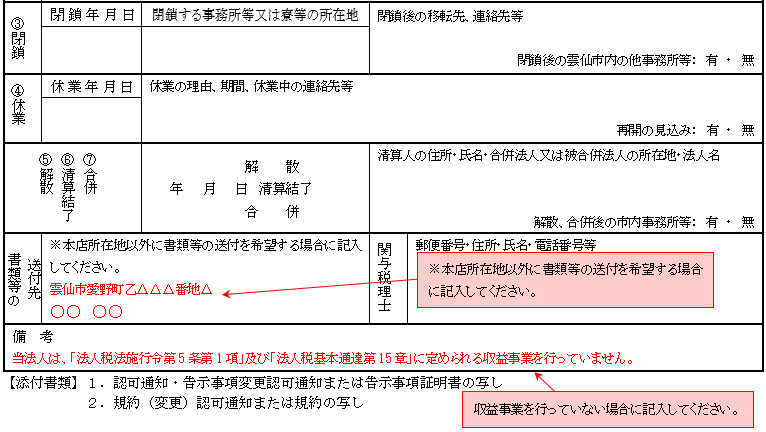 ③閉鎖
閉鎖年月日
閉鎖する事務所等又は寮等の所在地
閉鎖後の移転先、連絡先等
閉鎖後の雲仙市内の他事務所等: 有 ・ 無
④休業
休業年月日
休業の理由、期間、休業中の連絡先等
再開の見込み: 有 ・ 無
⑤解散
⑥清算結了
⑦合併
解 散
年 月 日 清算結了
合 併
清算人の住所・氏名・合併法人又は被合併法人の所在地・法人名
解散、合併後の市内事務所等: 有 ・ 無
書類等の
送付先
※本店所在地以外に書類等の送付を希望する場合に記入
してください。
雲仙市愛野町乙△△△番地△
○○ ○○
関与税理士
郵便番号・住所・氏名・電話番号等
※本店所在地以外に書類等の送付を希望する場合
に記入してください。
備 考
当法人は、「法人税法施行令第5条第1項」及び「法人税基本通達第15章」に定められる収益事業を行っていません。
【添付書類】 1.認可通知・告示事項変更認可通知または告示事項証明書の写し
2.規約(変更)認可通知または規約の写し
収益事業を行っていない場合に記入してください。